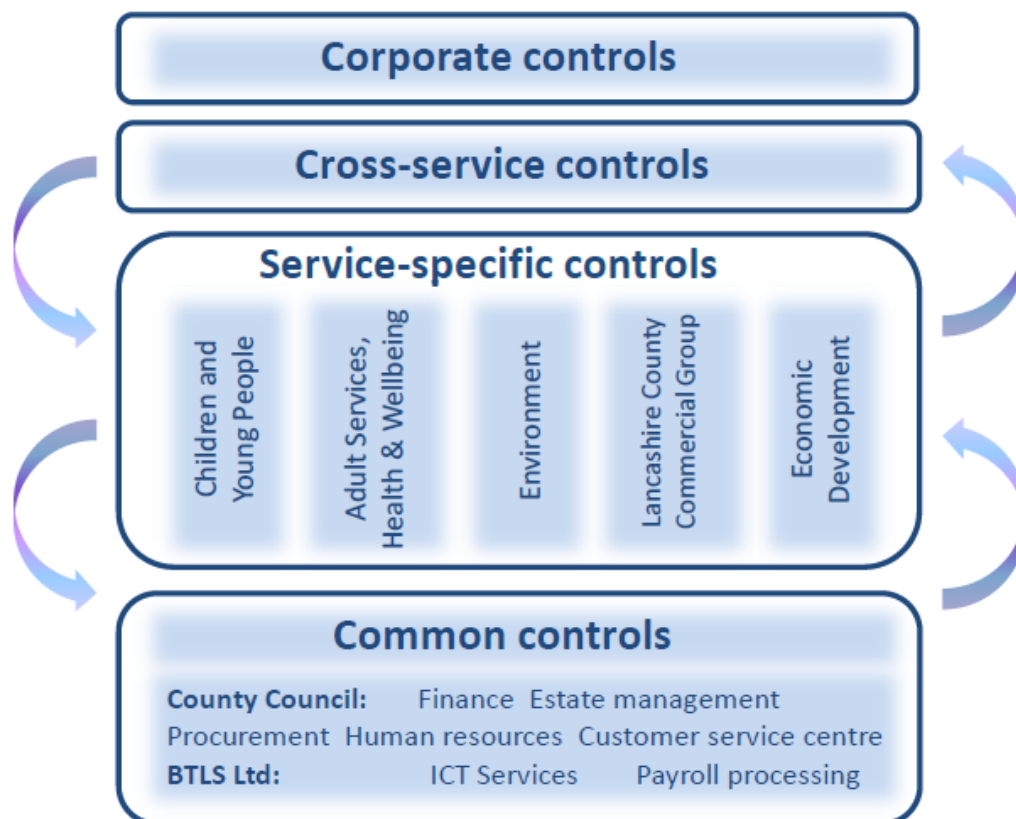 Corporate controls
Cross-service controls
Service-specific controls
Children and
Young People
Adult Services,
Health & Wellbeing
Environment
Lancashire County
Commercial Group
Economic
Development
Common controls
County Council: Finance Estate management
Procurement Human resources Customer service centre
BTLS Ltd: ICT Services Payroll processing